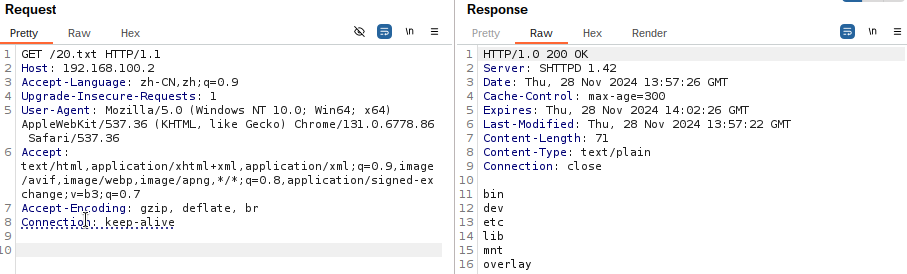 Request
Pretty Raw Hex
\n
1 GET /20.txt HTTP/1.1
2 Host: 192.168.100.2
3 Accept-Language: zh-CN,zh;q=0.9
4 Upgrade-Insecure-Requests: 1
5 User-Agent: Mozilla/5.0 (Windows NT 10.0; Win64; x64)
AppleWebKit/537.36 (KHTML, like Gecko) Chrome/131.0.6778.86
Safari/537.36
6 Accept:
text/html,application/xhtml+xml,application/xml;q=0.9,image
/avif,image/webp,image/apng,*/*;q=0.8,application/signed-ex
change;v=b3;q=0.7
7 Accept-Encoding: gzip, deflate, br
8 Connection: keep-alive
9
10
Response
Pretty Raw Hex Render
\n
1 HTTP/1.0 200 OK
2 Server: SHTTPD 1.42
3 Date: Thu, 28 Nov 2024 13:57:26 GMT
4 Cache-Control: max-age=300
5 Expires: Thu, 28 Nov 2024 14:02:26 GMT
6 Last-Modified: Thu, 28 Nov 2024 13:57:22 GMT
7 Content-Length: 71
8 Content-Type: text/plain
9 Connection: close
10
11 bin
12 dev
13 etc
14 lib
15 mnt
16 overlay